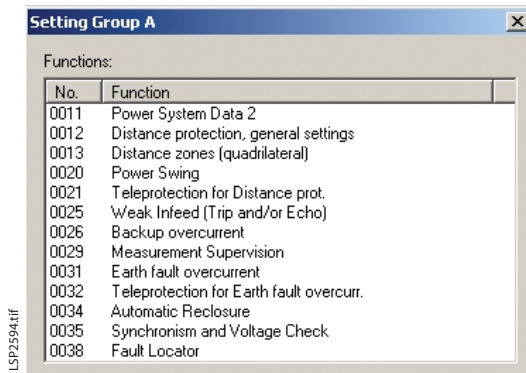 Setting Group A
Functions:
No. Function
0011 Power System Data 2
0012 Distance protection, general settings
0013 Distance zones (quadrilateral)
0020 Power Swing
0021 Teleprotection for Distance prot.
0025 Weak Infeed (Trip and/or Echo)
0026 Backup overcurrent
0029 Measurement Supervision
0031 Earth fault overcurrent
0032 Teleprotection for Earth fault overcurr.
0034 Automatic Reclosure
0035 Synchronism and Voltage Check
0038 Fault Locator
LSP2594.tif